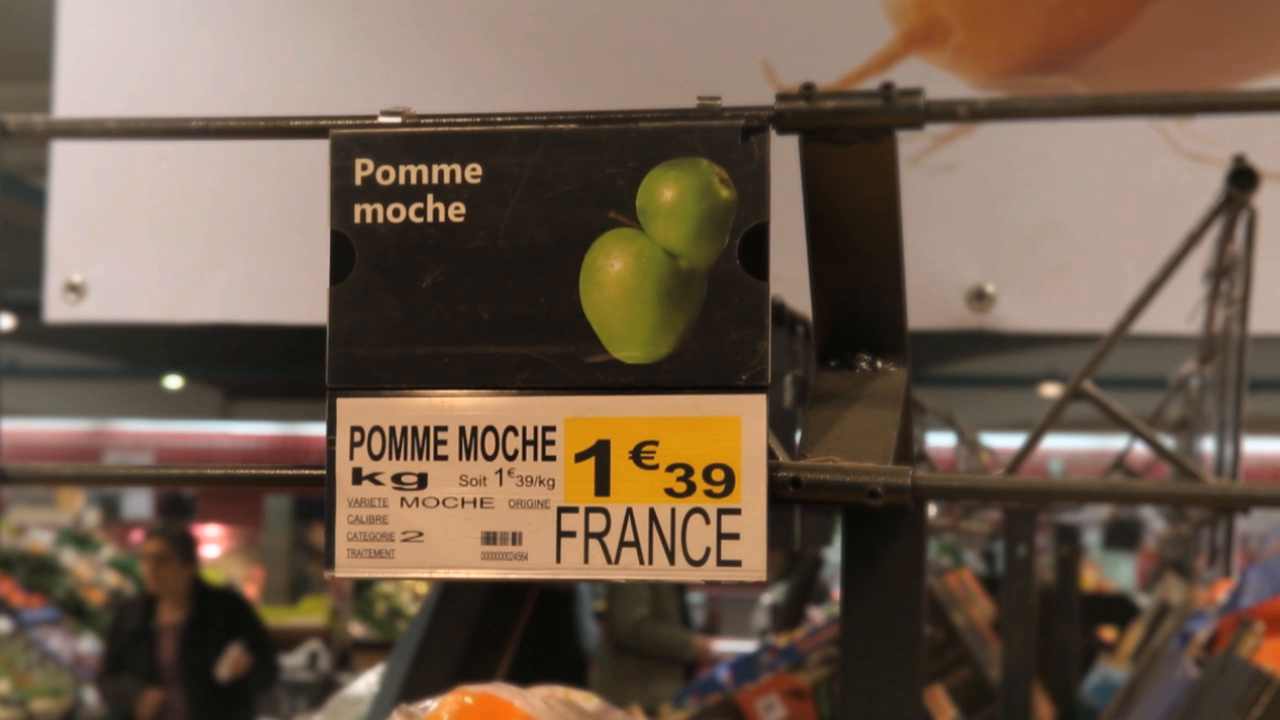 Pomme
moche
POMME MOCHE
1€39
kg Soit 1€39/kg
VARIETE MOCHE ORIGINE
FRANCE
CALIBRE
CATEGORIE 2
TRAITEMENT
0000000024564